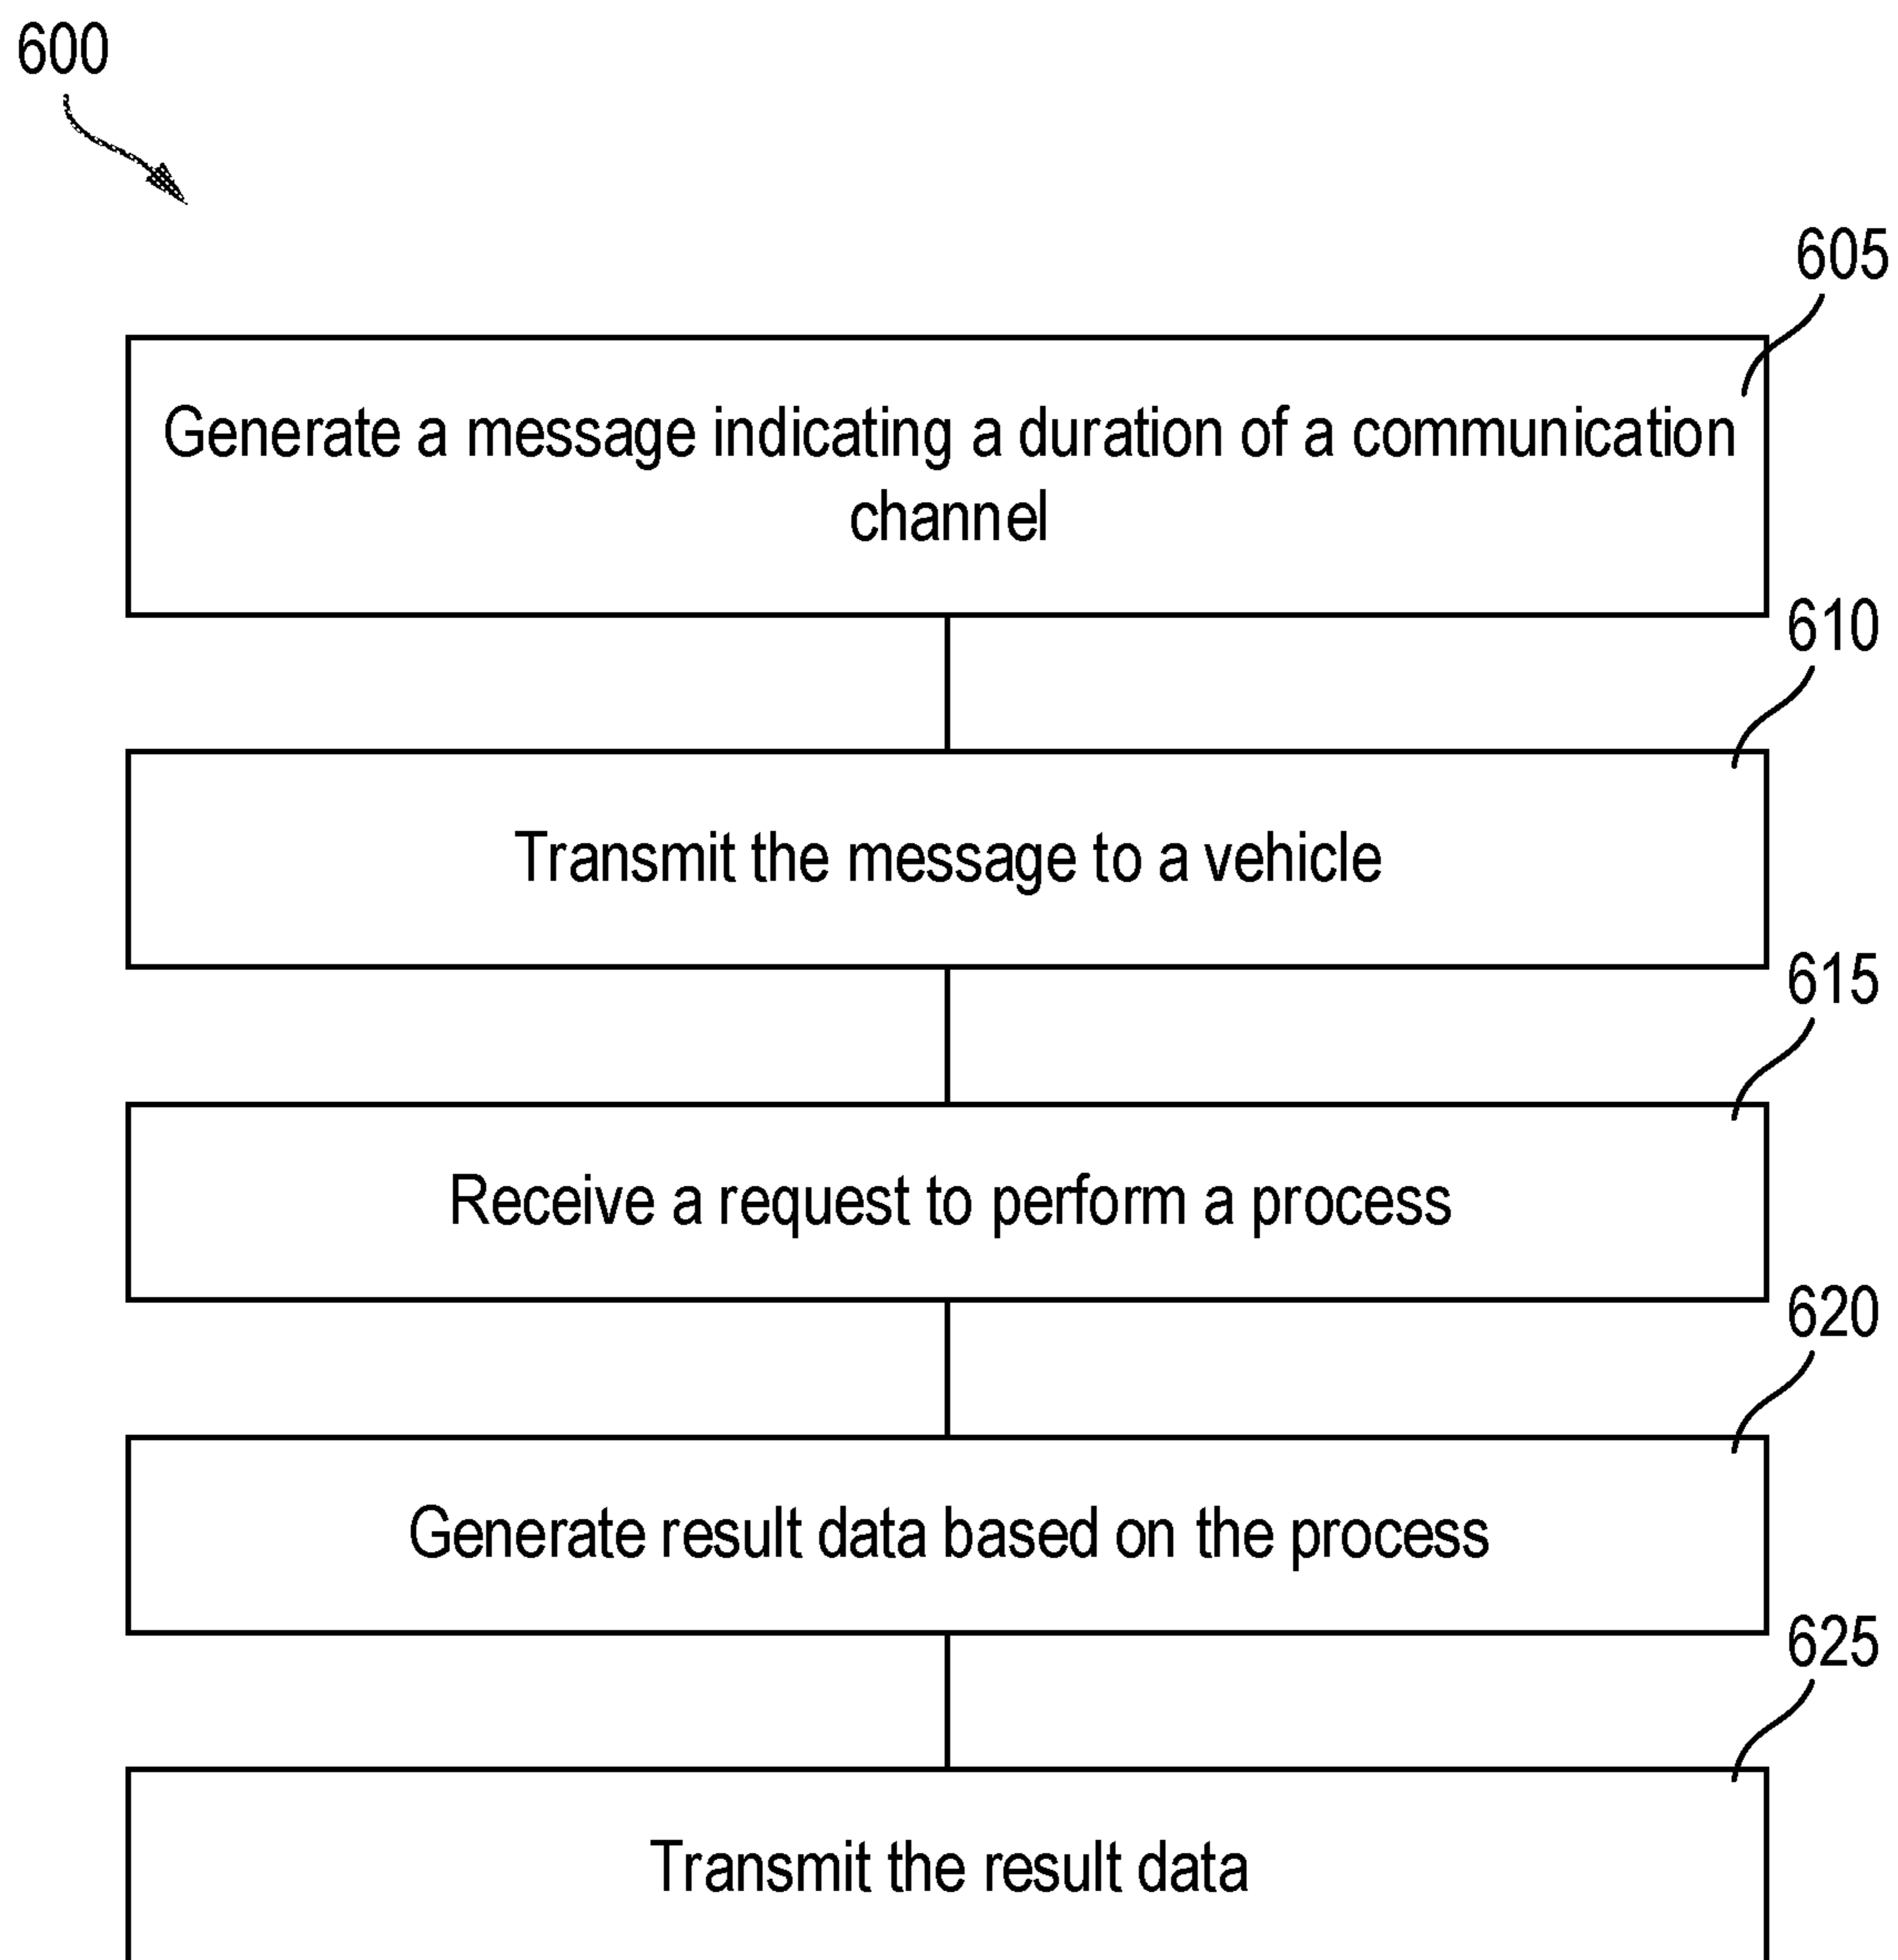 600
605
Generate a message indicating a duration of a communication
channel
610
Transmit the message to a vehicle
615
Receive a request to perform a process
620
Generate result data based on the process
625
Transmit the result data